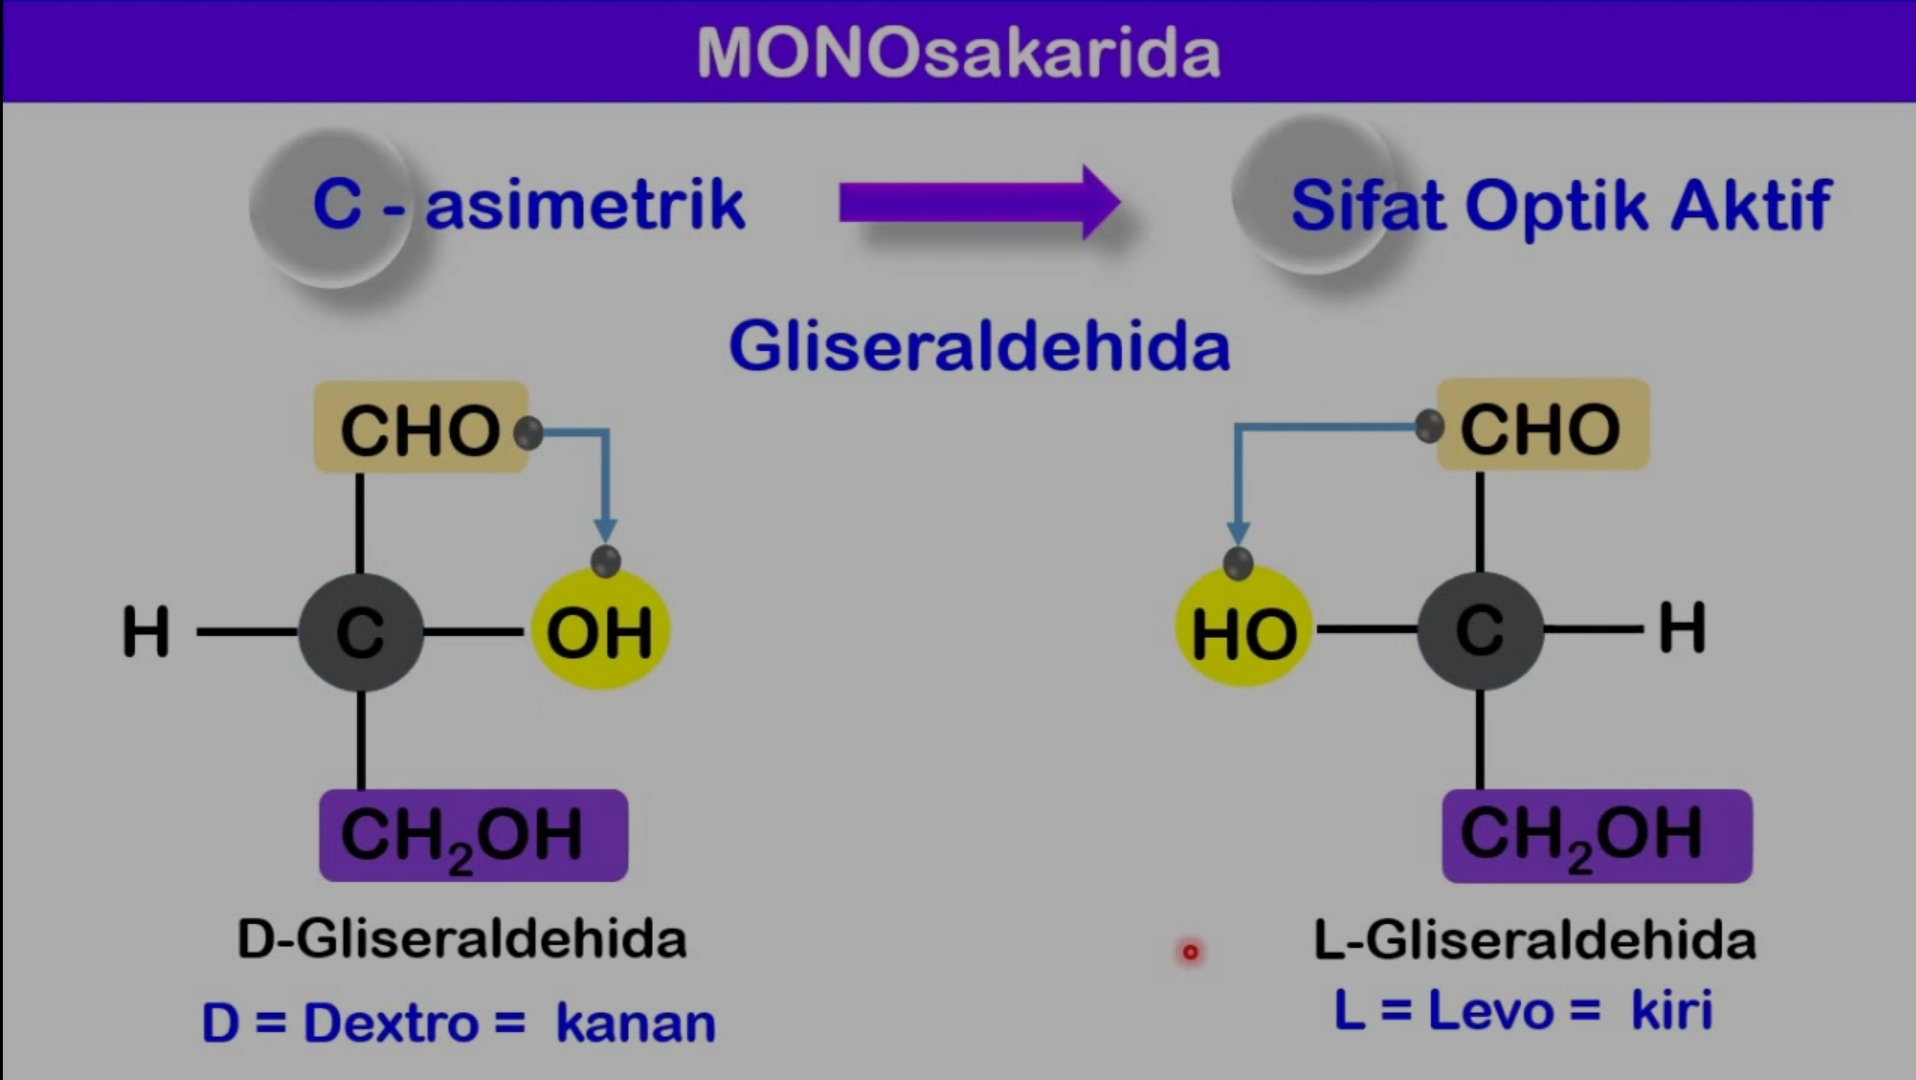 MONOsakarida
C - asimetrik
Sifat Optik Aktif
Gliseraldehida
CHO
H
C
OH
CH₂OH
D-Gliseraldehida
D = Dextro = kanan
CHO
HO
C
H
CH₂OH
L-Gliseraldehida
L = Levo = kiri